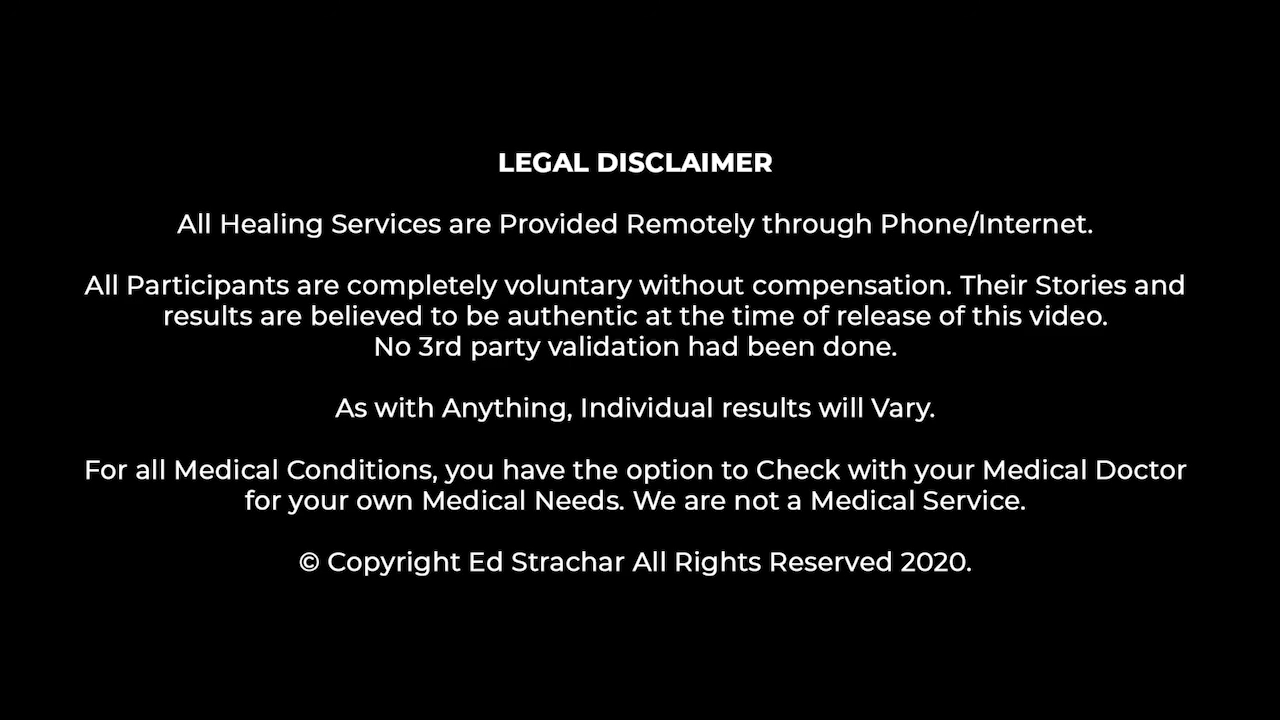 LEGAL DISCLAIMER
All Healing Services are Provided Remotely through Phone/Internet.
All Participants are completely voluntary without compensation. Their Stories and
results are believed to be authentic at the time of release of this video.
No 3rd party validation had been done.
As with Anything, Individual results will Vary.
For all Medical Conditions, you have the option to Check with your Medical Doctor
for your own Medical Needs. We are not a Medical Service.
© Copyright Ed Strachar All Rights Reserved 2020.